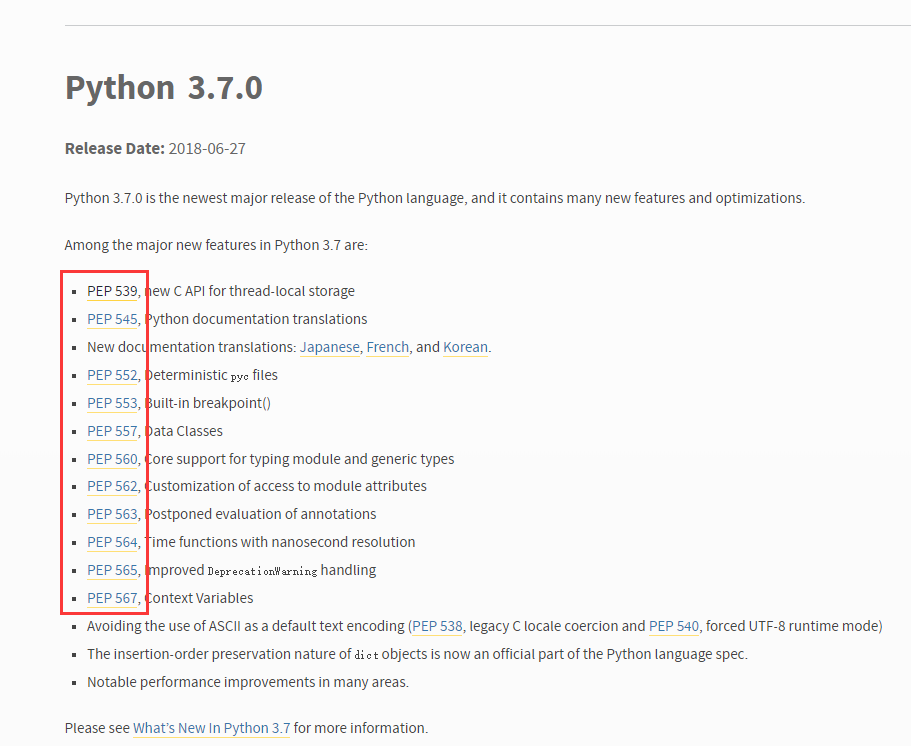 Python 3.7.0
Release Date: 2018-06-27
Python 3.7.0 is the newest major release of the Python language, and it contains many new features and optimizations.
Among the major new features in Python 3.7 are:
PEP 539, new C API for thread-local storage
PEP 545, Python documentation translations
New documentation translations: Japanese, French, and Korean.
PEP 552, Deterministic pyc files
PEP 553, Built-in breakpoint()
PEP 557, Data Classes
PEP 560, Core support for typing module and generic types
PEP 562, Customization of access to module attributes
PEP 563, Postponed evaluation of annotations
PEP 564, Time functions with nanosecond resolution
PEP 565, Improved DeprecationWarning handling
PEP 567, Context Variables
Avoiding the use of ASCII as a default text encoding (PEP 538, legacy C locale coercion and PEP 540, forced UTF-8 runtime mode)
The insertion-order preservation nature of dict objects is now an official part of the Python language spec.
Notable performance improvements in many areas.
Please see What's New In Python 3.7 for more information.